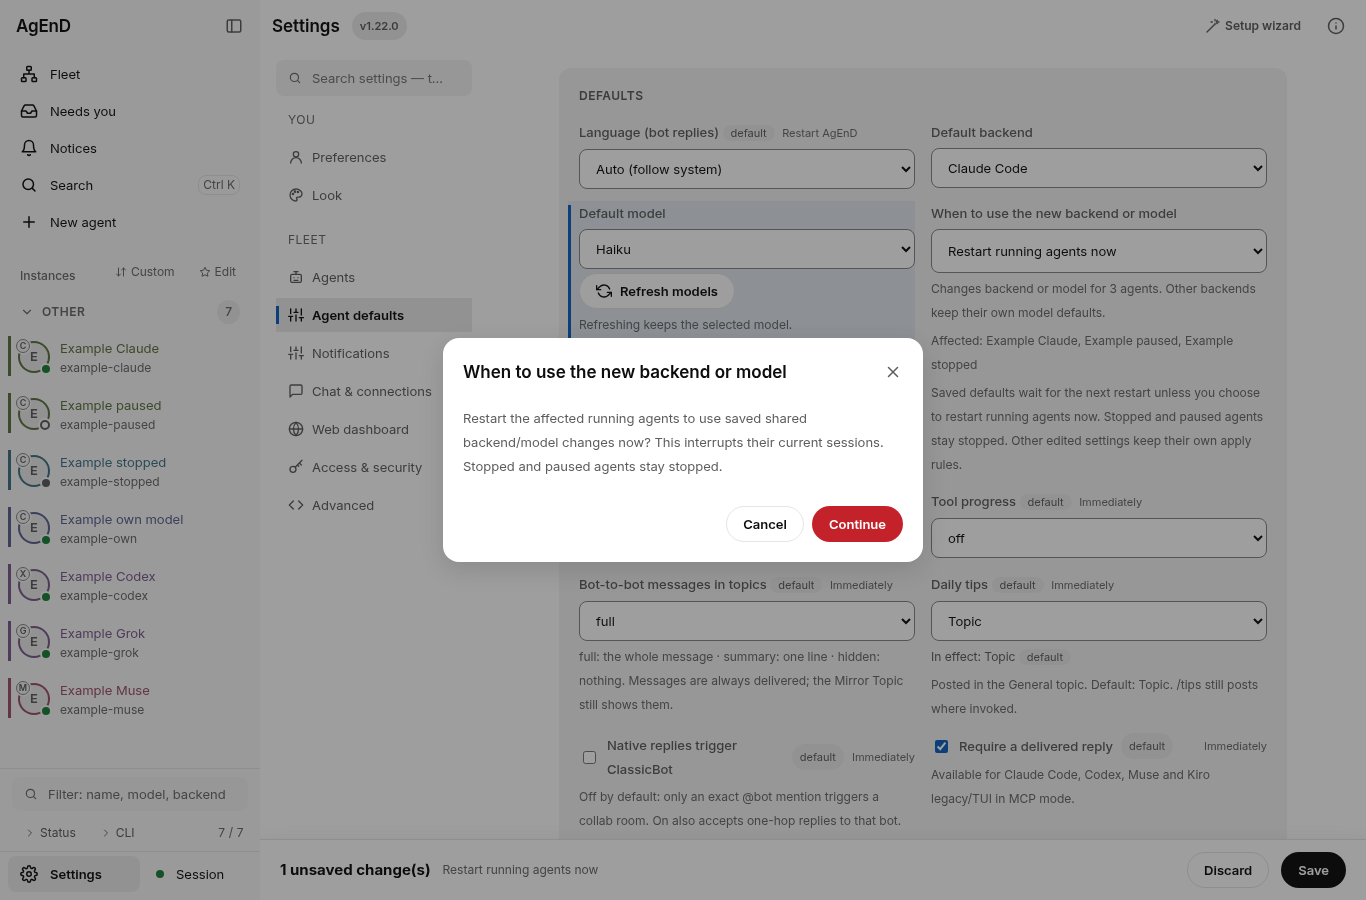 AgEnD
Fleet
Needs you
Notices
Search
Ctrl K
New agent
Instances
Custom
Edit
OTHER
7
C
E
Example Claude
example-claude
C
E
Example paused
example-paused
C
E
Example stopped
example-stopped
C
E
Example own model
example-own
X
E
Example Codex
example-codex
G
E
Example Grok
example-grok
M
E
Example Muse
example-muse
Filter: name, model, backend
Status
CLI
7 / 7
Settings
Session
Settings
v1.22.0
Setup wizard
Search settings — t...
YOU
Preferences
Look
FLEET
Agents
Agent defaults
Notifications
Chat & connections
Web dashboard
Access & security
Advanced
DEFAULTS
Language (bot replies) default Restart AgEnD
Auto (follow system)
Default backend
Claude Code
Default model
Haiku
Refresh models
Refreshing keeps the selected model.
When to use the new backend or model
Restart running agents now
Changes backend or model for 3 agents. Other backends
keep their own model defaults.
Affected: Example Claude, Example paused, Example
stopped
Saved defaults wait for the next restart unless you choose
to restart running agents now. Stopped and paused agents
stay stopped. Other edited settings keep their own apply
rules.
When to use the new backend or model
Restart the affected running agents to use saved shared
backend/model changes now? This interrupts their current sessions.
Stopped and paused agents stay stopped.
Cancel
Continue
Tool progress default Immediately
off
Bot-to-bot messages in topics default Immediately
full
full: the whole message · summary: one line · hidden:
nothing. Messages are always delivered; the Mirror Topic
still shows them.
Daily tips default Immediately
Topic
In effect: Topic default
Posted in the General topic. Default: Topic. /tips still posts
where invoked.
Native replies trigger
ClassicBot
default
Immediately
Off by default: only an exact @bot mention triggers a
collab room. On also accepts one-hop replies to that bot.
Require a delivered reply default Immediately
Available for Claude Code, Codex, Muse and Kiro
legacy/TUI in MCP mode.
1 unsaved change(s)
Restart running agents now
Discard
Save